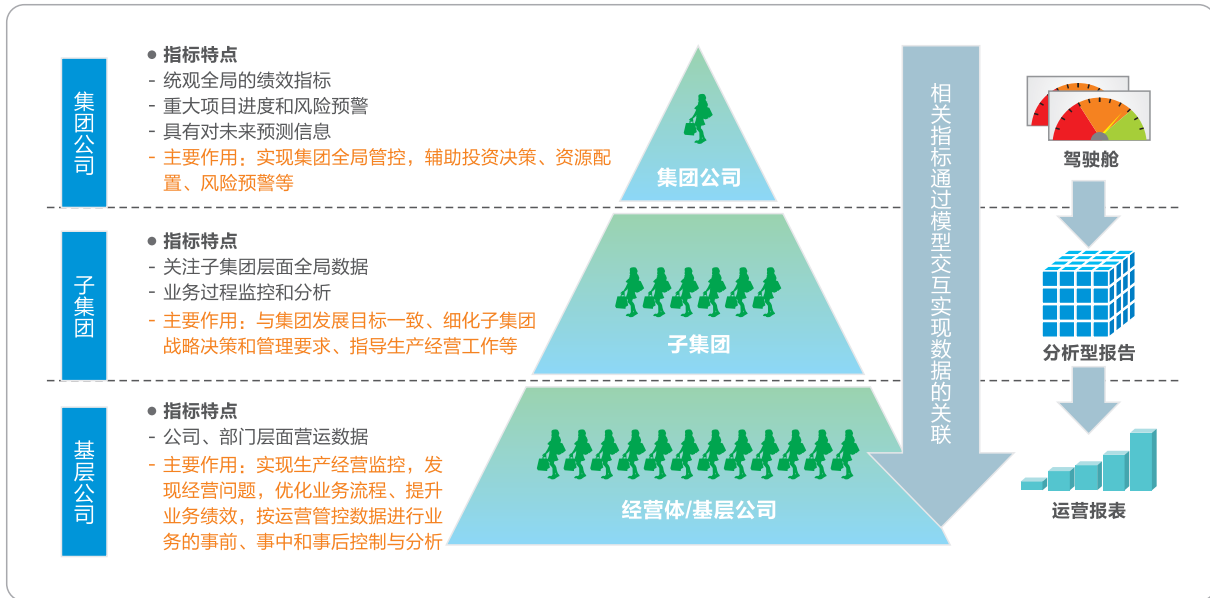 集团公司
● 指标特点
- 统观全局的绩效指标
- 重大项目进度和风险预警
- 具有对未来预测信息
- 主要作用：实现集团全局管控，辅助投资决策、资源配
置、风险预警等
集团公司
驾驶舱
子集团
● 指标特点
- 关注子集团层面全局数据
- 业务过程监控和分析
- 主要作用：与集团发展目标一致、细化子集团
战略决策和管理要求、指导生产经营工作等
子集团
分析型报告
基层公司
● 指标特点
- 公司、部门层面营运数据
- 主要作用：实现生产经营监控，发
现经营问题，优化业务流程、提升
业务绩效，按运营管控数据进行业
务的事前、事中和事后控制与分析
经营体/基层公司
运营报表
相关指标通过模型交互实现数据的关联